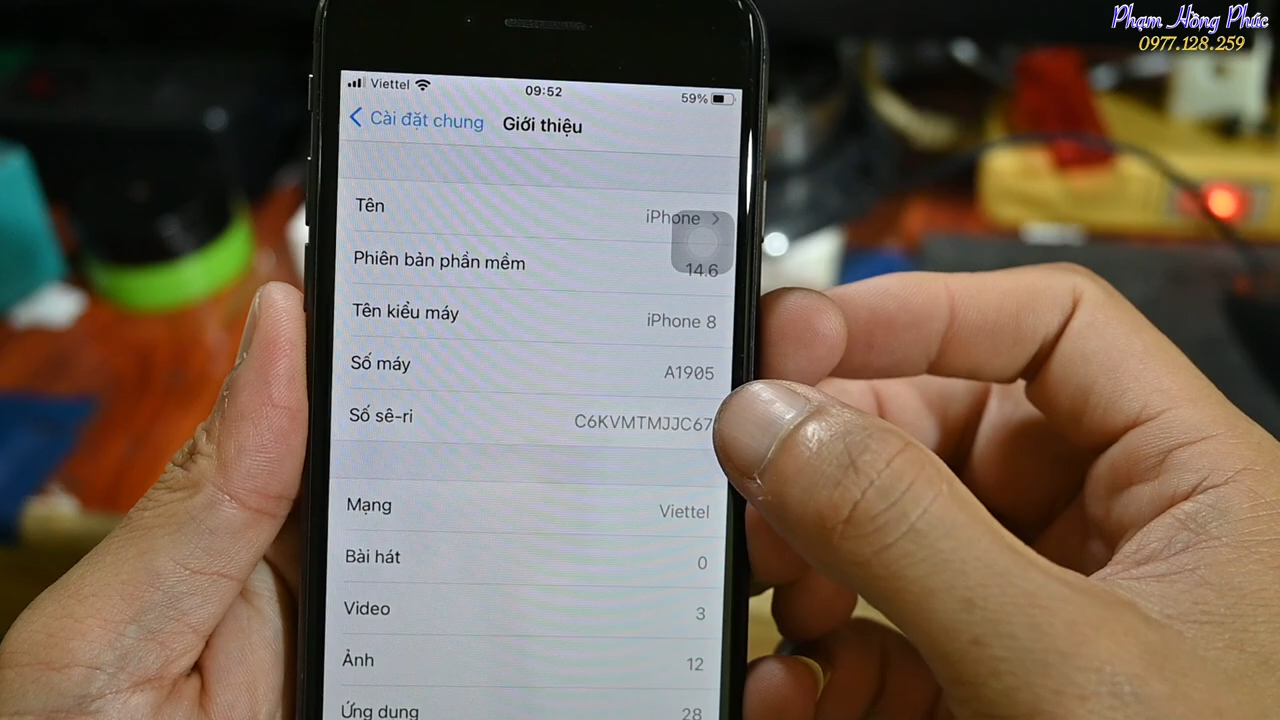 Phạm Hồng Phúc
0977.128.259
Viettel 09:52 59%
Cài đặt chung Giới thiệu
Tên iPhone
Phiên bản phần mềm 14.6
Tên kiểu máy iPhone 8
Số máy A1905
Số sê-ri C6KVMTMJJC67
Mạng Viettel
Bài hát 0
Video 3
Ảnh 12
Ứng dụng 28